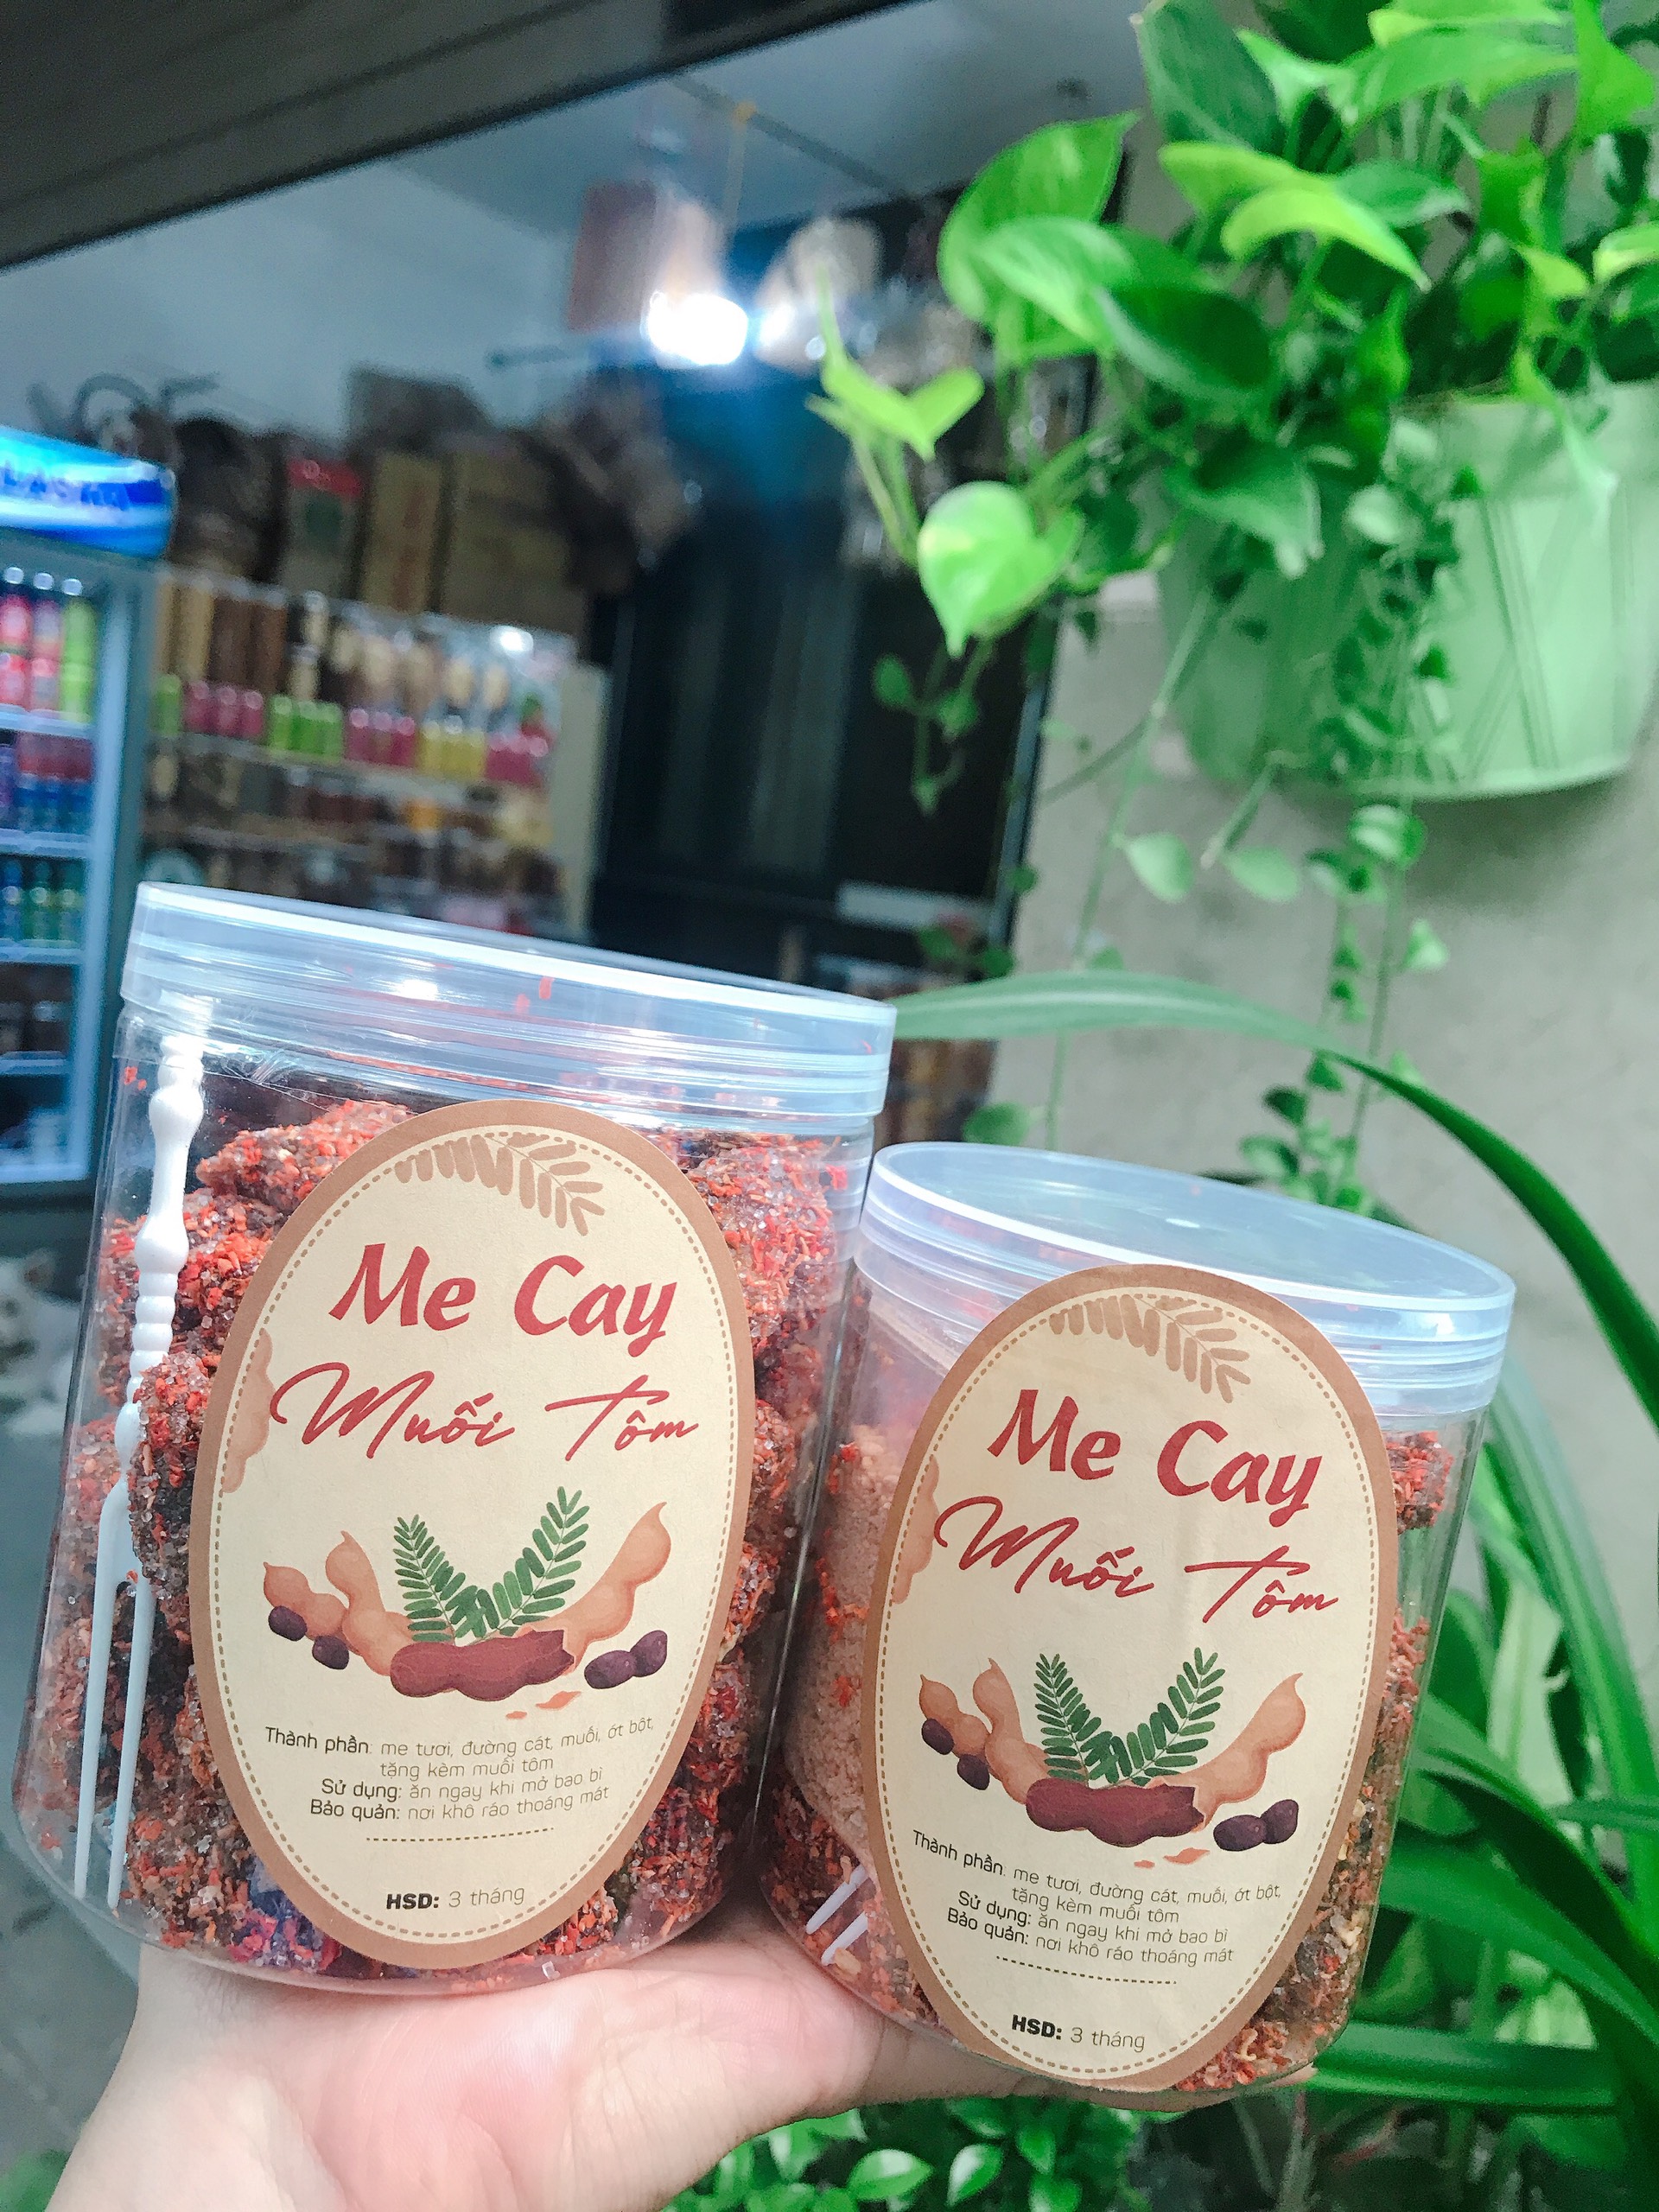 Me Cay
Muối Tôm
Thành phần: me tươi, đường cát, muối, ớt bột,
tặng kèm muối tôm
Sử dụng: ăn ngay khi mở bao bì
Bảo quản: nơi khô ráo thoáng mát
HSD: 3 tháng
Me Cay
Muối Tôm
Thành phần: me tươi, đường cát, muối, ớt bột,
tặng kèm muối tôm
Sử dụng: ăn ngay khi mở bao bì
Bảo quản: nơi khô ráo thoáng mát
HSD: 3 tháng